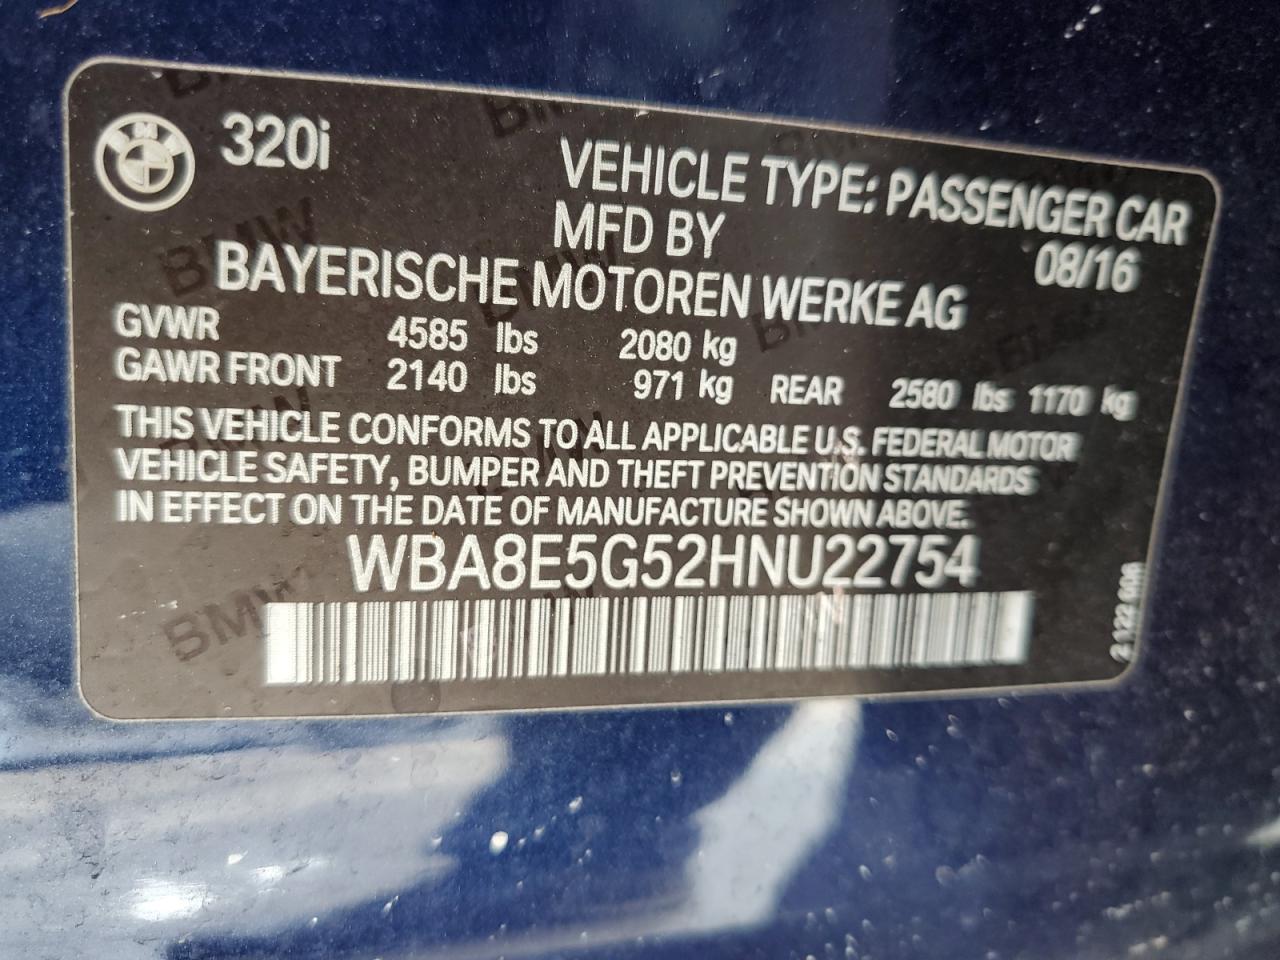 BMW
320i
VEHICLE TYPE: PASSENGER CAR
MFD BY
08/16
BAYERISCHE MOTOREN WERKE AG
GVWR 4585 lbs 2080 kg
GAWR FRONT 2140 lbs 971 kg REAR 2580 lbs 1170 kg
THIS VEHICLE CONFORMS TO ALL APPLICABLE U.S. FEDERAL MOTOR
VEHICLE SAFETY, BUMPER AND THEFT PREVENTION STANDARDS
IN EFFECT ON THE DATE OF MANUFACTURE SHOWN ABOVE.
WBA8E5G52HNU22754